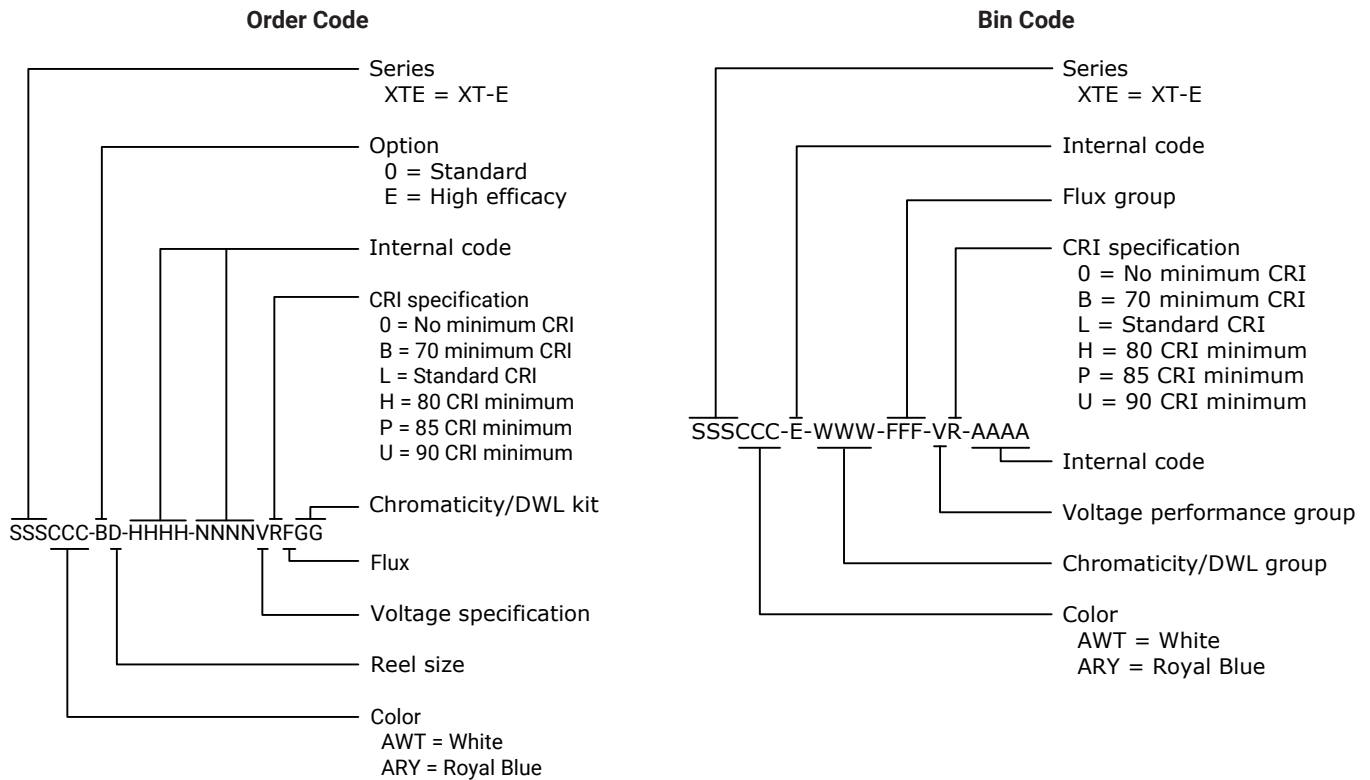 Order Code
Series
XTE = XT-E
Option
0 = Standard
E = High efficacy
Internal code
CRI specification
0 = No minimum CRI
B = 70 minimum CRI
L = Standard CRI
H = 80 CRI minimum
P = 85 CRI minimum
U = 90 CRI minimum
Chromaticity/DWL kit
SSSCCC-BD-HHHH-NNNNVRFGG
Flux
Voltage specification
Reel size
Color
AWT = White
ARY = Royal Blue
Bin Code
Series
XTE = XT-E
Internal code
Flux group
CRI specification
0 = No minimum CRI
B = 70 minimum CRI
L = Standard CRI
H = 80 CRI minimum
P = 85 CRI minimum
U = 90 CRI minimum
SSSCCC-E-WWW-FFF-VR-AAAA
Internal code
Voltage performance group
Chromaticity/DWL group
Color
AWT = White
ARY = Royal Blue